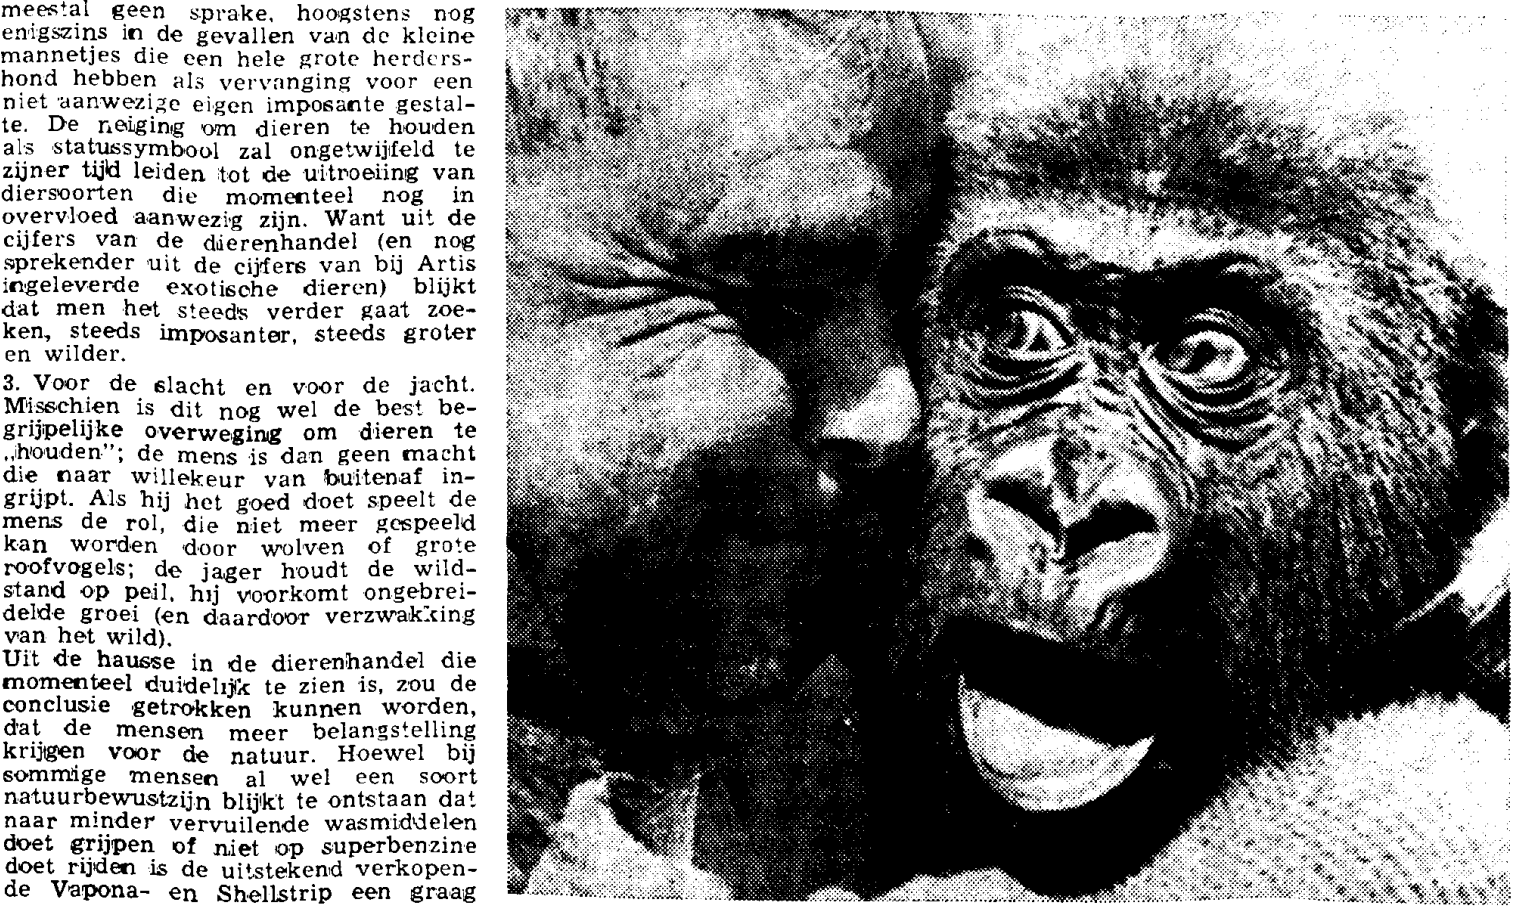 meestal geen sprake, hoogstens nog
enigszins in de gevallen van de kleine
mannetjes die een hele grote herders-
hond hebben als vervanging voor een
niet aanwezige eigen imposante gestal-
te. De neiging om dieren te houden
als statussymbool zal ongetwijfeld te
zijner tijd leiden tot de uitroeiing van
diersoorten die momenteel nog in
overvloed aanwezig zijn. Want uit de
cijfers van de dierenhandel (en nog
sprekender uit de cijfers van bij Artis
ingeleverde exotische dieren) blijkt
dat men het steeds verder gaat zoe-
ken, steeds imposanter, steeds groter
en wilder.
3. Voor de slacht en voor de jacht.
Misschien is dit nog wel de best be-
grijpelijke overweging om dieren te
„houden”; de mens is dan geen macht
die naar willekeur van buitenaf in-
grijpt. Als hij het goed doet speelt de
mens de rol, die niet meer gespeeld
kan worden door wolven of grote
roofvogels; de jager houdt de wild-
stand op peil, hij voorkomt ongebrei-
delde groei (en daardoor verzwakking
van het wild).
Uit de hausse in de dierenhandel die
momenteel duidelijk te zien is, zou de
conclusie getrokken kunnen worden,
dat de mensen meer belangstelling
krijgen voor de natuur. Hoewel bij
sommige mensen al wel een soort
natuurbewustzijn blijkt te ontstaan dat
naar minder vervuilende wasmiddelen
doet grijpen of niet op superbenzine
doet rijden is de uitstekend verkopen-
de Vapona- en Shellstrip een graag